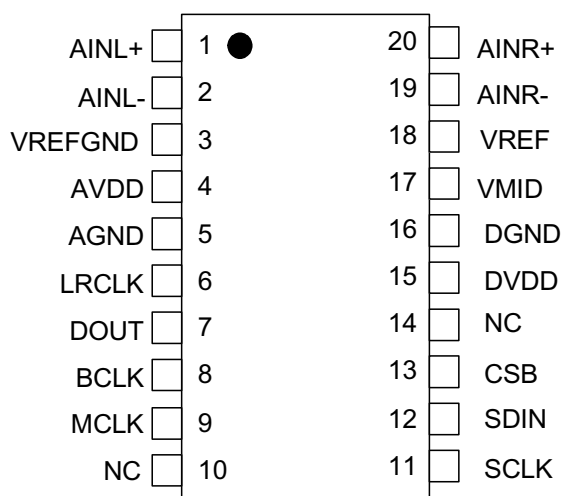 AINL+ 1 20 AINR+
AINL- 2 19 AINR-
VREFGND 3 18 VREF
AVDD 4 17 VMID
AGND 5 16 DGND
LRCLK 6 15 DVDD
DOUT 7 14 NC
BCLK 8 13 CSB
MCLK 9 12 SDIN
NC 10 11 SCLK